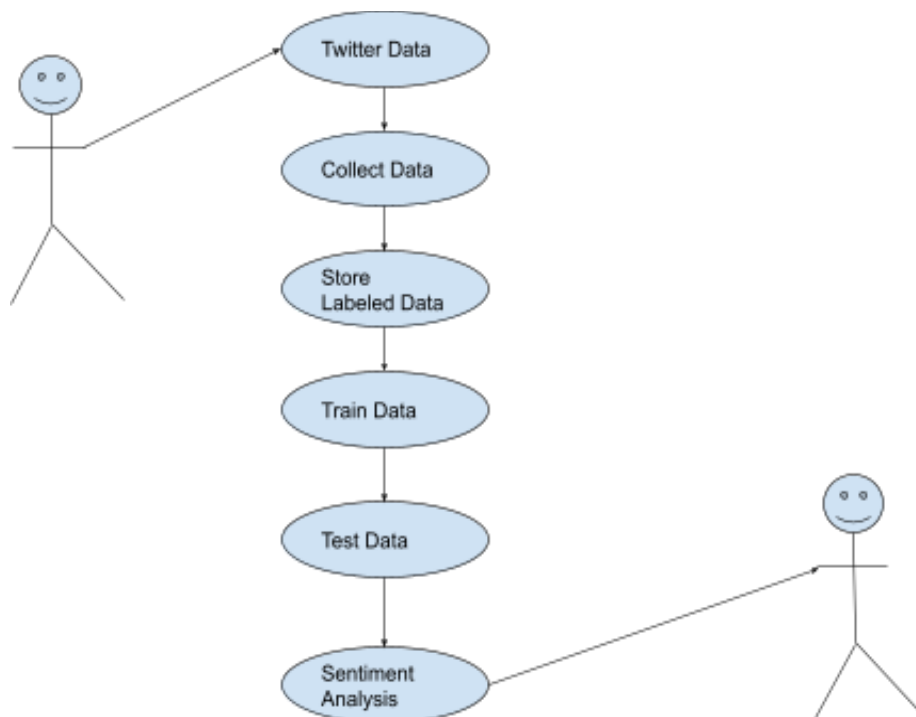 Twitter Data
Collect Data
Store
Labeled Data
Train Data
Test Data
Sentiment
Analysis